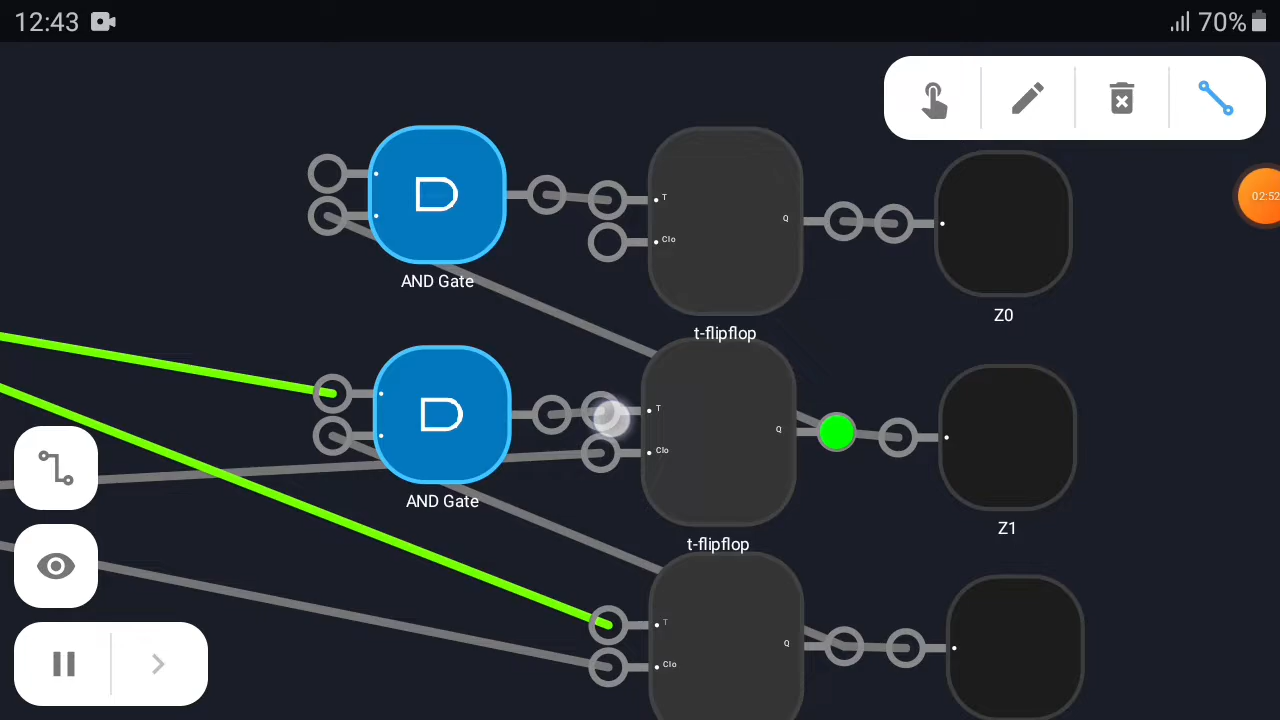 12:43
70%
02:52
T
Q
Clo
AND Gate
Z0
t-flipflop
T
Q
Clo
AND Gate
Z1
t-flipflop
T
Q
Clo